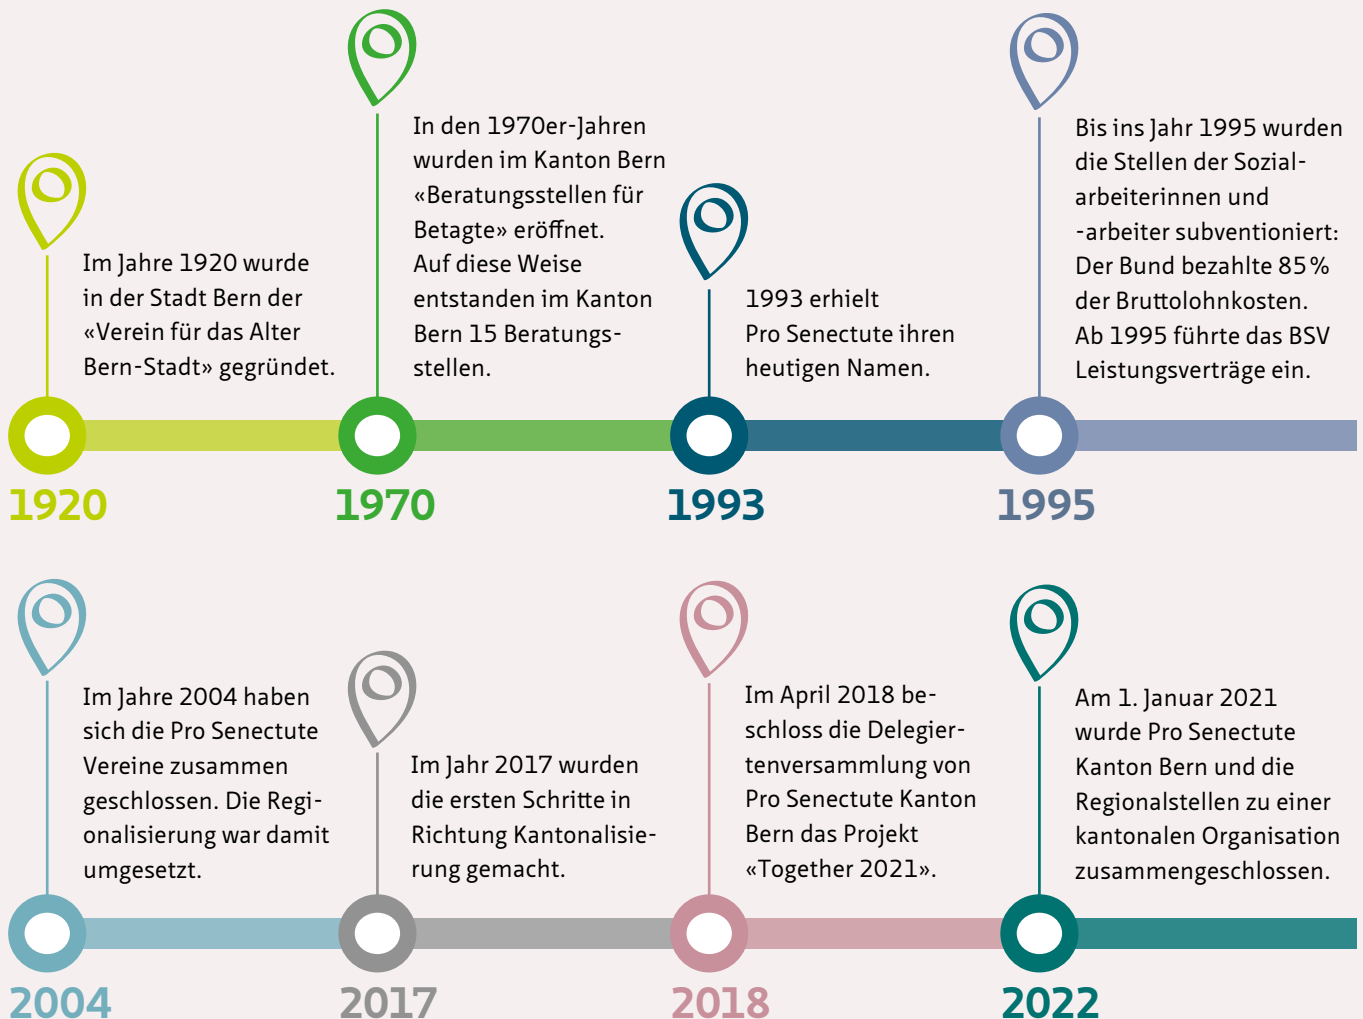 Im Jahre 1920 wurde
in der Stadt Bern der
«Verein für das Alter
Bern-Stadt» gegründet.
1920
In den 1970er-Jahren
wurden im Kanton Bern
«Beratungsstellen für
Betagte» eröffnet.
Auf diese Weise
entstanden im Kanton
Bern 15 Beratungs-
stellen.
1970
1993 erhielt
Pro Senectute ihren
heutigen Namen.
1993
Bis ins Jahr 1995 wurden
die Stellen der Sozial-
arbeiterinnen und
-arbeiter subventioniert:
Der Bund bezahlte 85%
der Bruttolohnkosten.
Ab 1995 führte das BSV
Leistungsverträge ein.
1995
Im Jahre 2004 haben
sich die Pro Senectute
Vereine zusammen
geschlossen. Die Regi-
onalisierung war damit
umgesetzt.
2004
Im Jahr 2017 wurden
die ersten Schritte in
Richtung Kantonalisie-
rung gemacht.
2017
Im April 2018 be-
schloss die Delegier-
tenversammlung von
Pro Senectute Kanton
Bern das Projekt
«Together 2021».
2018
Am 1. Januar 2021
wurde Pro Senectute
Kanton Bern und die
Regionalstellen zu einer
kantonalen Organisation
zusammengeschlossen.
2022